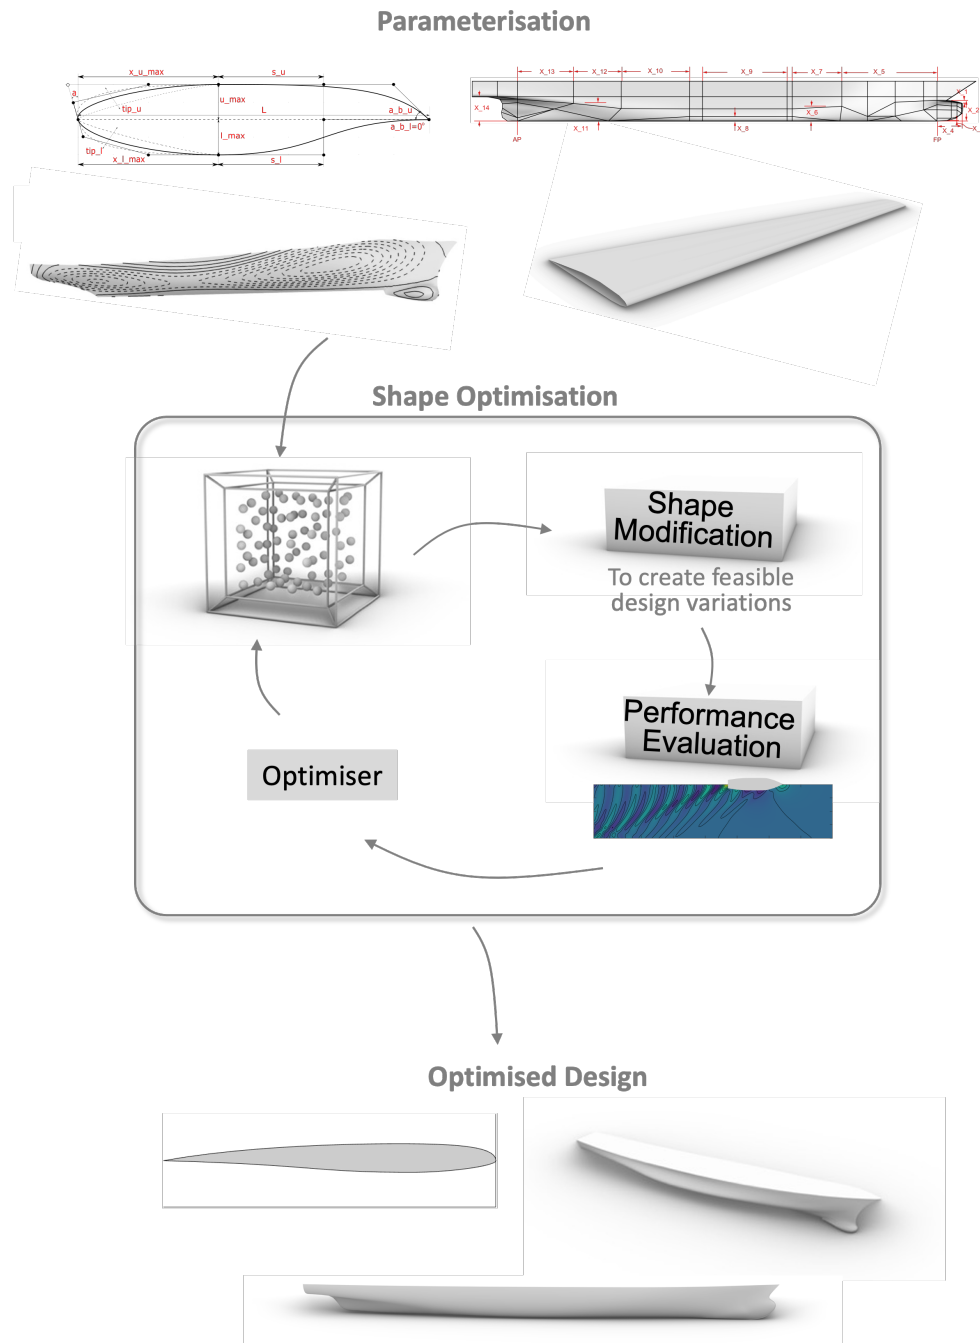 Parameterisation
x_u_max
s_u
a
tip_u
u_max
L
a_b_u
a_b_l=0°
l_max
tip_l
x_l_max
s_l
X_13
X_12
X_10
X_9
X_7
X_5
X_14
X_11
X_8
X_6
X_2
X_4
AP
FP
Shape Optimisation
Shape
Modification
To create feasible
design variations
Performance
Evaluation
Optimiser
Optimised Design